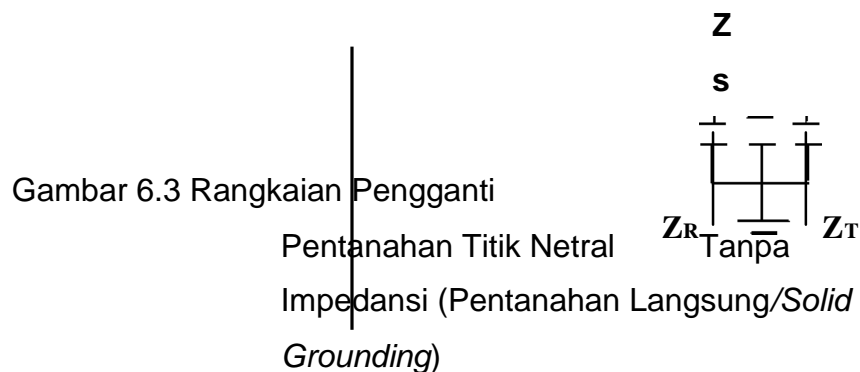 Z
s
Gambar 6.3 Rangkaian Pengganti
ZR ZT
Pentanahan Titik Netral Tanpa
Impedansi (Pentanahan Langsung/Solid
Grounding)